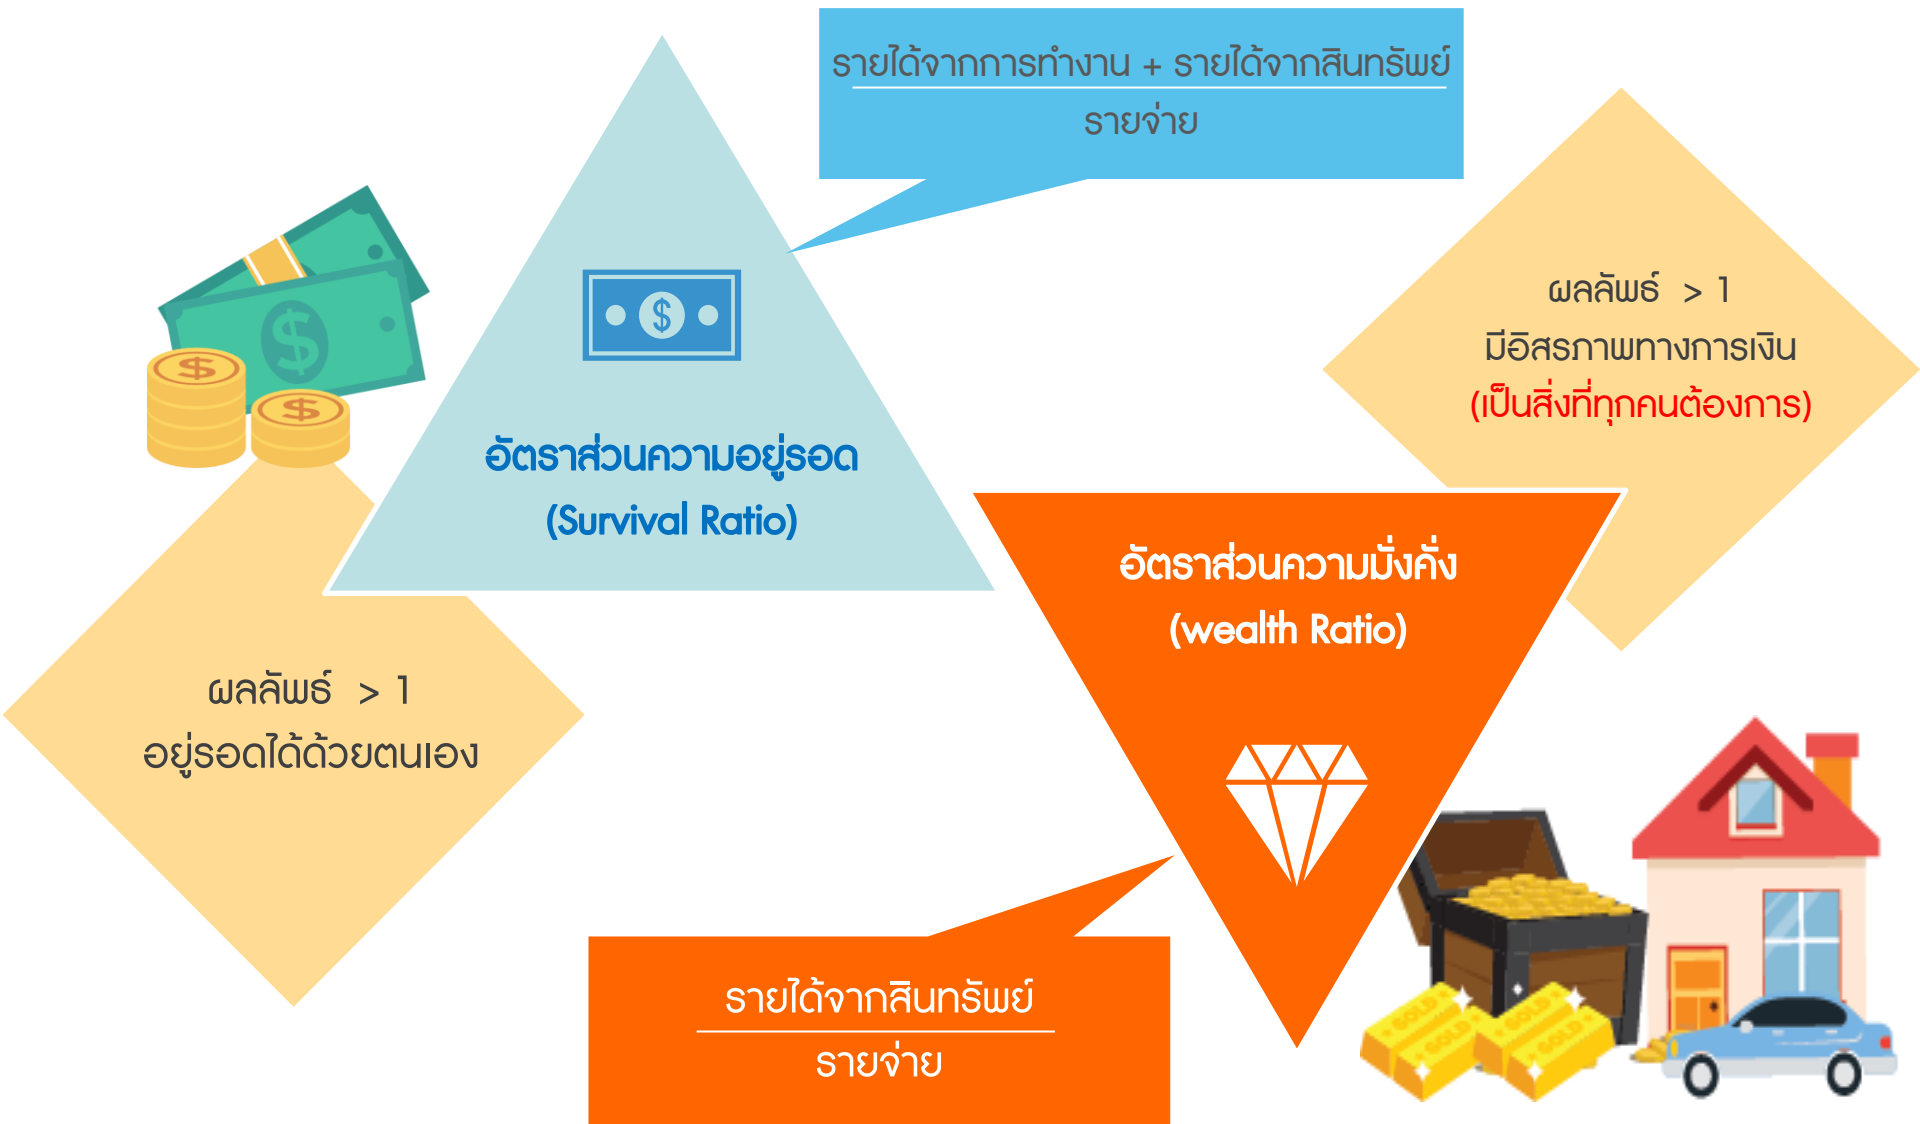 รายได้จากการทำงาน + รายได้จากสินทรัพย์
รายจ่าย
อัตราส่วนความอยู่รอด
(Survival Ratio)
ผลลัพธ์ > 1
อยู่รอดได้ด้วยตนเอง
ผลลัพธ์ > 1
มีอิสรภาพทางการเงิน
(เป็นสิ่งที่ทุกคนต้องการ)
อัตราส่วนความมั่งคั่ง
(wealth Ratio)
รายได้จากสินทรัพย์
รายจ่าย
GOLD
GOLD
GOLD
GOLD